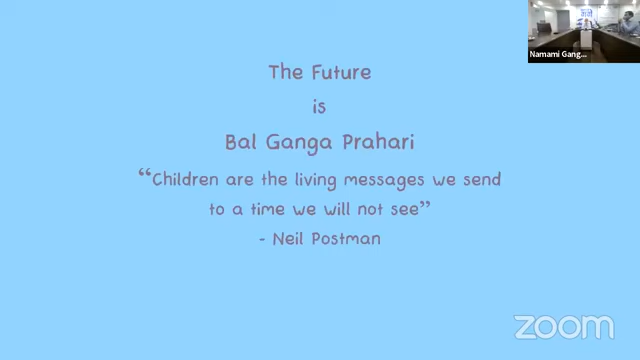 The Future
is
Bal Ganga Prahari
“Children are the living messages we send
to a time we will not see”
- Neil Postman
Namami Gang...
zoom